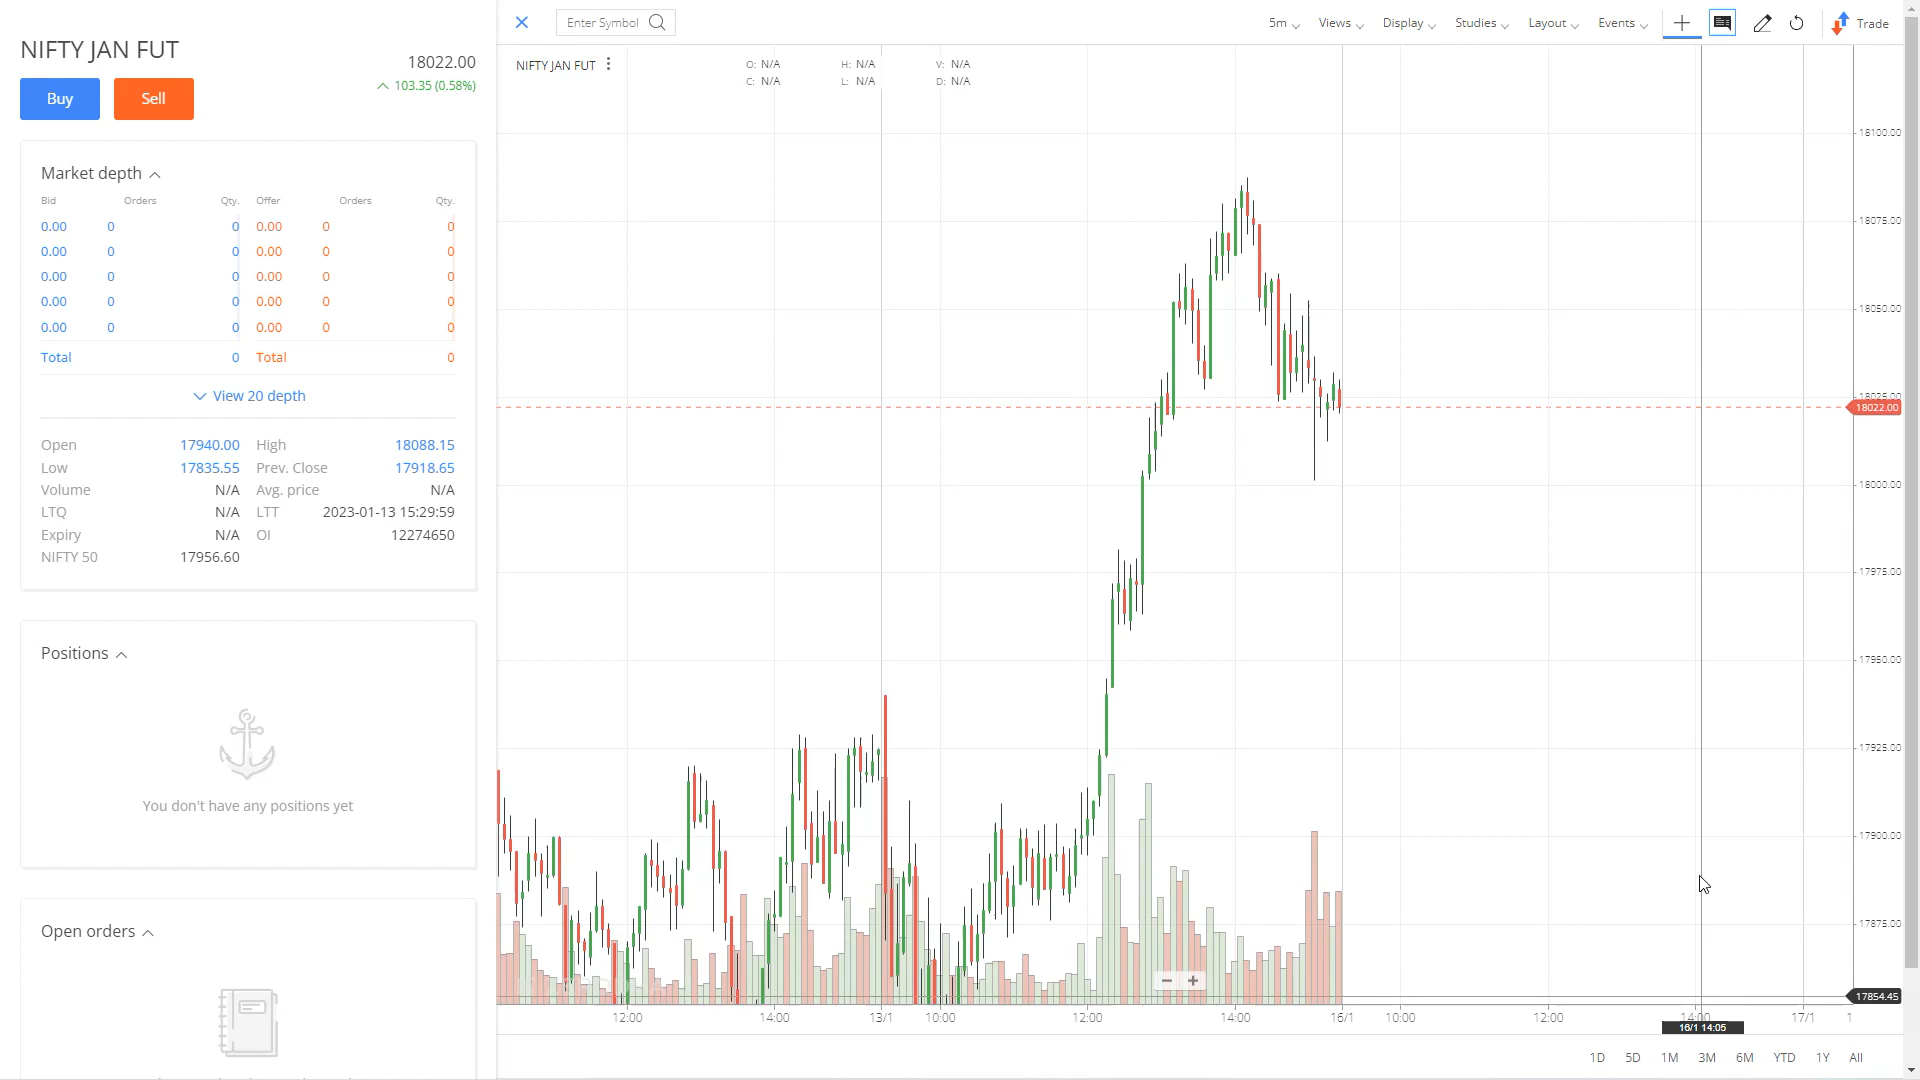 NIFTY JAN FUT
18022.00
103.35 (0.58%)
Buy
Sell
Market depth
Bid Orders Qty. Offer Orders Qty.
0.00 0 0 0.00 0 0
0.00 0 0 0.00 0 0
0.00 0 0 0.00 0 0
0.00 0 0 0.00 0 0
0.00 0 0 0.00 0 0
Total 0 Total 0
View 20 depth
Open 17940.00 High 18088.15
Low 17835.55 Prev. Close 17918.65
Volume N/A Avg. price N/A
LTQ N/A LTT 2023-01-13 15:29:59
Expiry N/A OI 12274650
NIFTY 50 17956.60
Positions
You don't have any positions yet
Open orders
Enter Symbol
5m Views Display Studies Layout Events Trade
NIFTY JAN FUT
O: N/A H: N/A V: N/A
C: N/A L: N/A D: N/A
18100.00
18075.00
18050.00
18025.00
18022.00
18000.00
17975.00
17950.00
17925.00
17900.00
17875.00
17854.45
12:00 14:00 13/1 10:00 12:00 14:00 16/1 10:00 12:00 14:00 17/1 1
16/1 14:05
1D 5D 1M 3M 6M YTD 1Y All